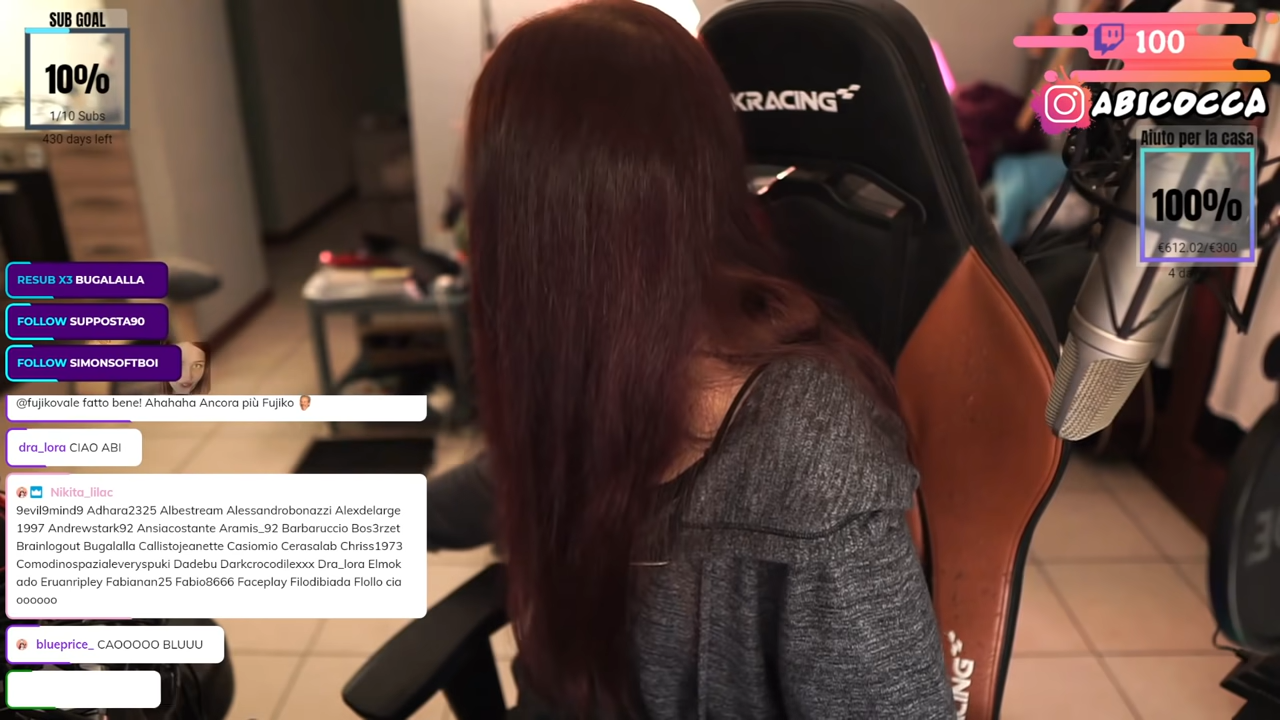 SUB GOAL
10%
1/10 Subs
430 days left
KRACING
100
ABICOCCA
Aiuto per la casa
100%
€612.02/€300
RESUB X3 BUGALALLA
FOLLOW SUPPOSTA90
FOLLOW SIMONSOFTBOI
@fujikovale fatto bene! Ahahaha Ancora più Fujiko
dra_lora CIAO ABI
Nikita_lilac
9evil9mind9 Adhara2325 Albestream Alessandrobonazzi Alexdelarge
1997 Andrewstark92 Ansiacostante Aramis_92 Barbaruccio Bos3rzet
Brainlogout Bugalalla Callistojeanette Casiomio Cerasalab Chriss1973
Comodinospazialeveryspuki Dadebu Darkcrocodilexxx Dra_lora Elmok
ado Eruanripley Fabianan25 Fabio8666 Faceplay Filodibiada Flollo cia
oooooo
blueprice_ CAOOOOO BLUUU
CING